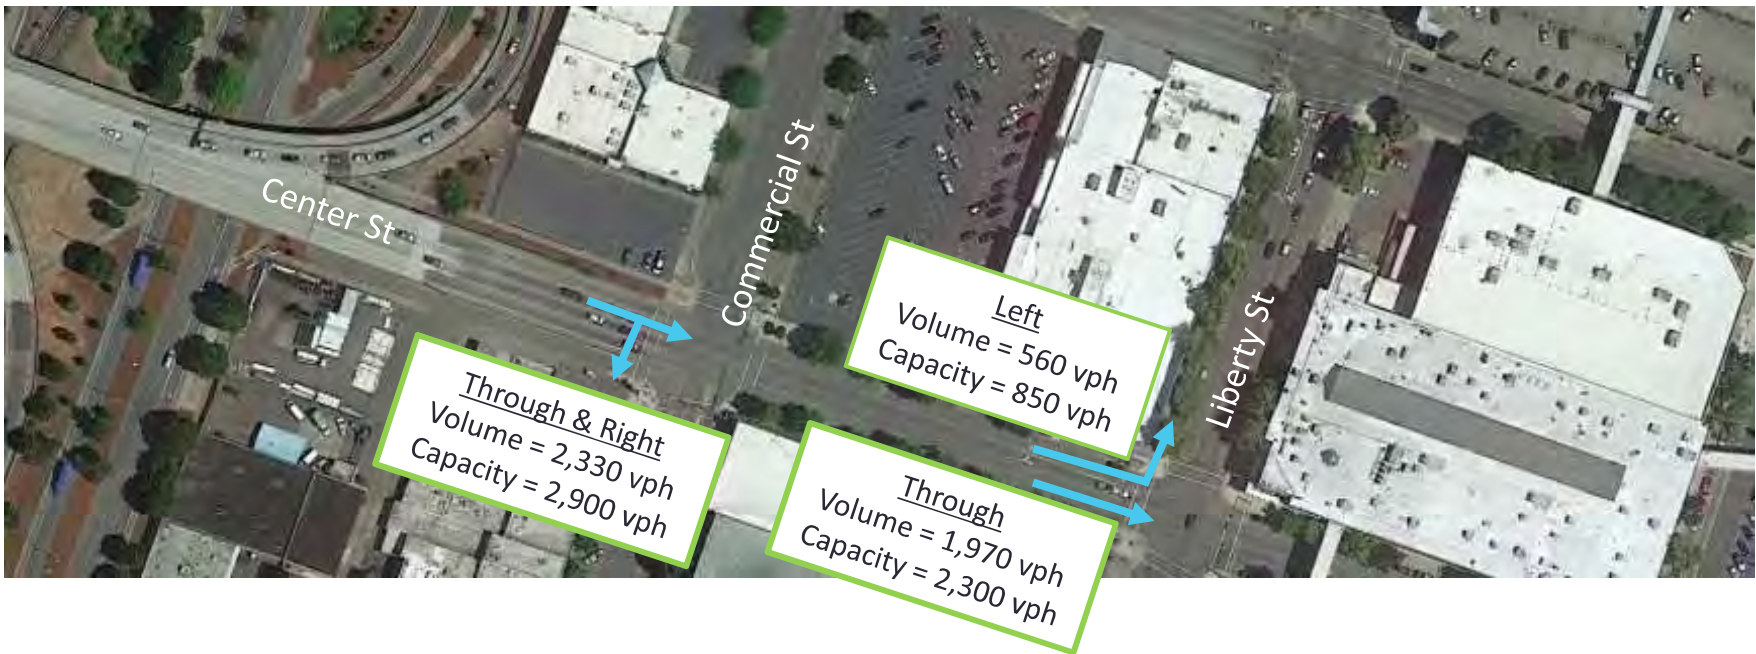 Center St
Commercial St
Liberty St
Left
Volume = 560 vph
Capacity = 850 vph
Through & Right
Volume = 2,330 vph
Capacity = 2,900 vph
Through
Volume = 1,970 vph
Capacity = 2,300 vph